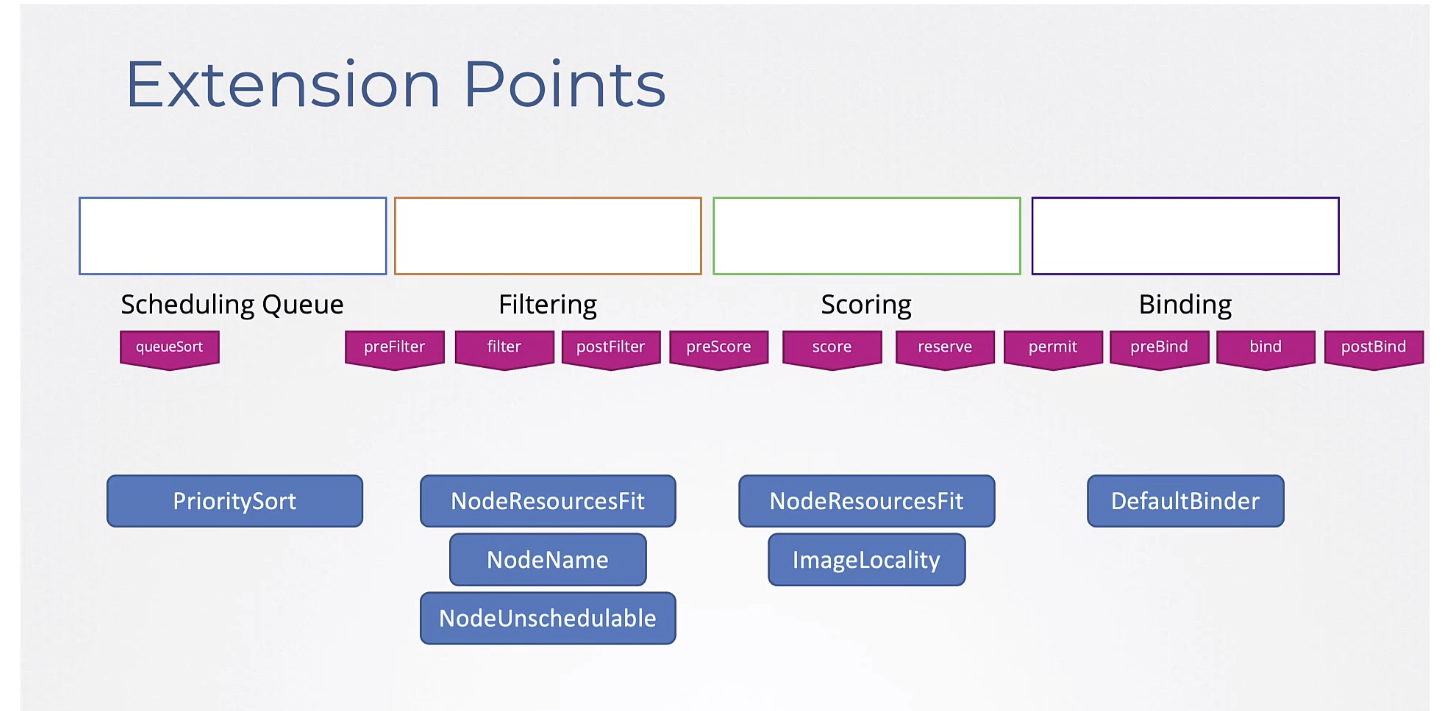 Extension Points
Scheduling Queue
Filtering
Scoring
Binding
queueSort
preFilter
filter
postFilter
preScore
score
reserve
permit
preBind
bind
postBind
PrioritySort
NodeResourcesFit
NodeResourcesFit
DefaultBinder
NodeName
ImageLocality
NodeUnschedulable